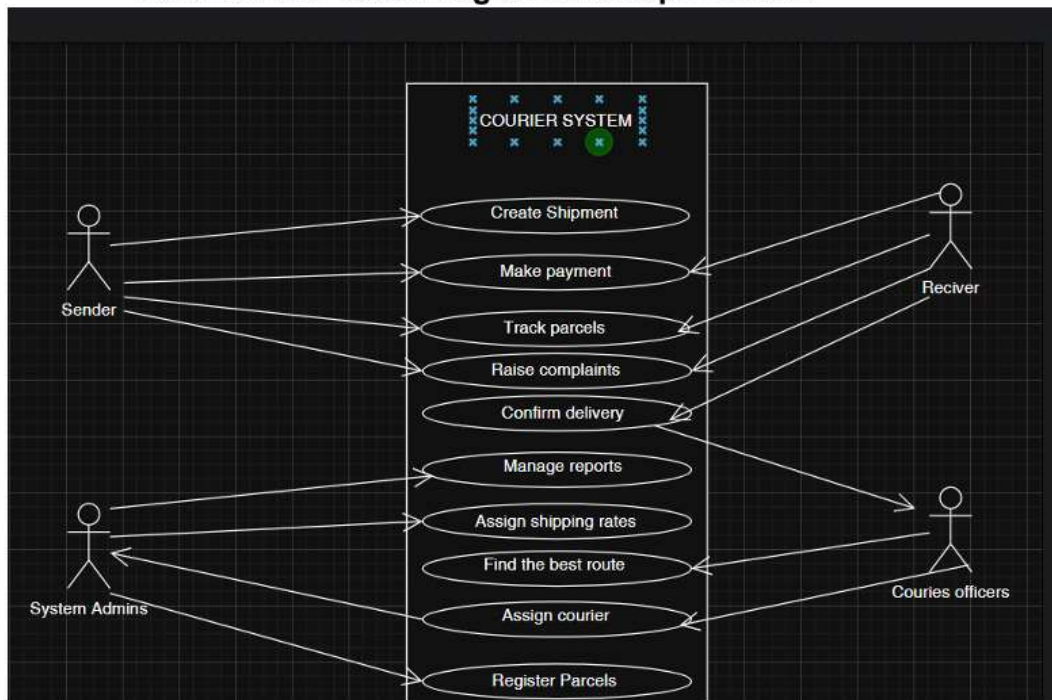 COURIER SYSTEM
Create Shipment
Make payment
Sender
Reciver
Track parcels
Raise complaints
Confirm delivery
Manage reports
Assign shipping rates
Find the best route
System Admins
Couries officers
Assign courier
Register Parcels